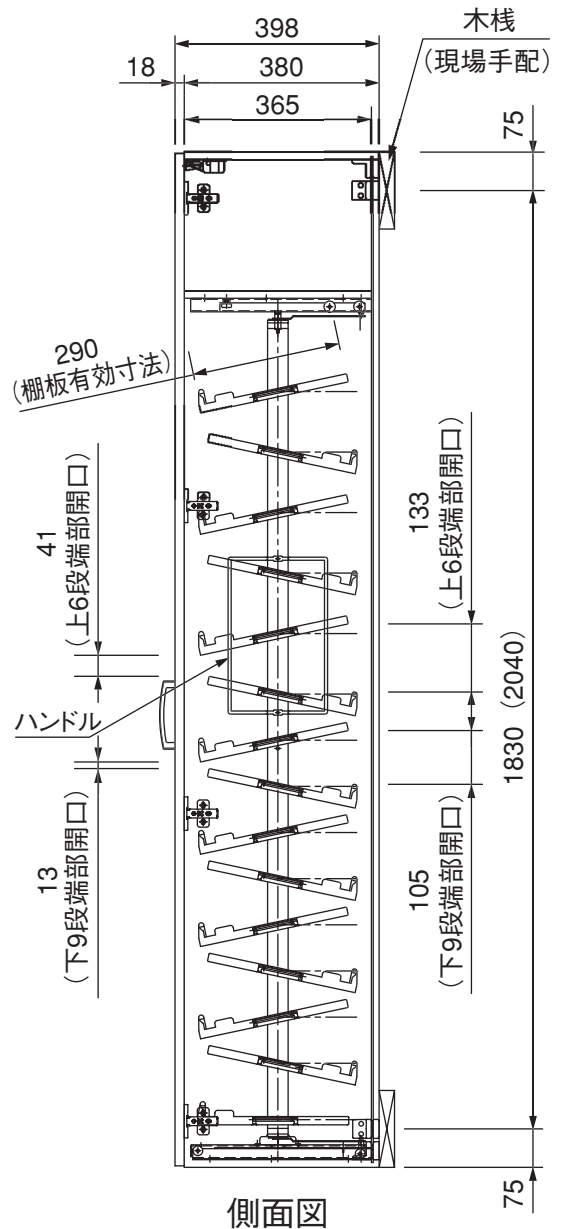 木桟
(現場手配)
398
18
380
365
75
290
(棚板有効寸法)
41
(上6段端部開口)
133
(上6段端部開口)
ハンドル
1830 (2040)
13
(下9段端部開口)
105
(下9段端部開口)
75
側面図